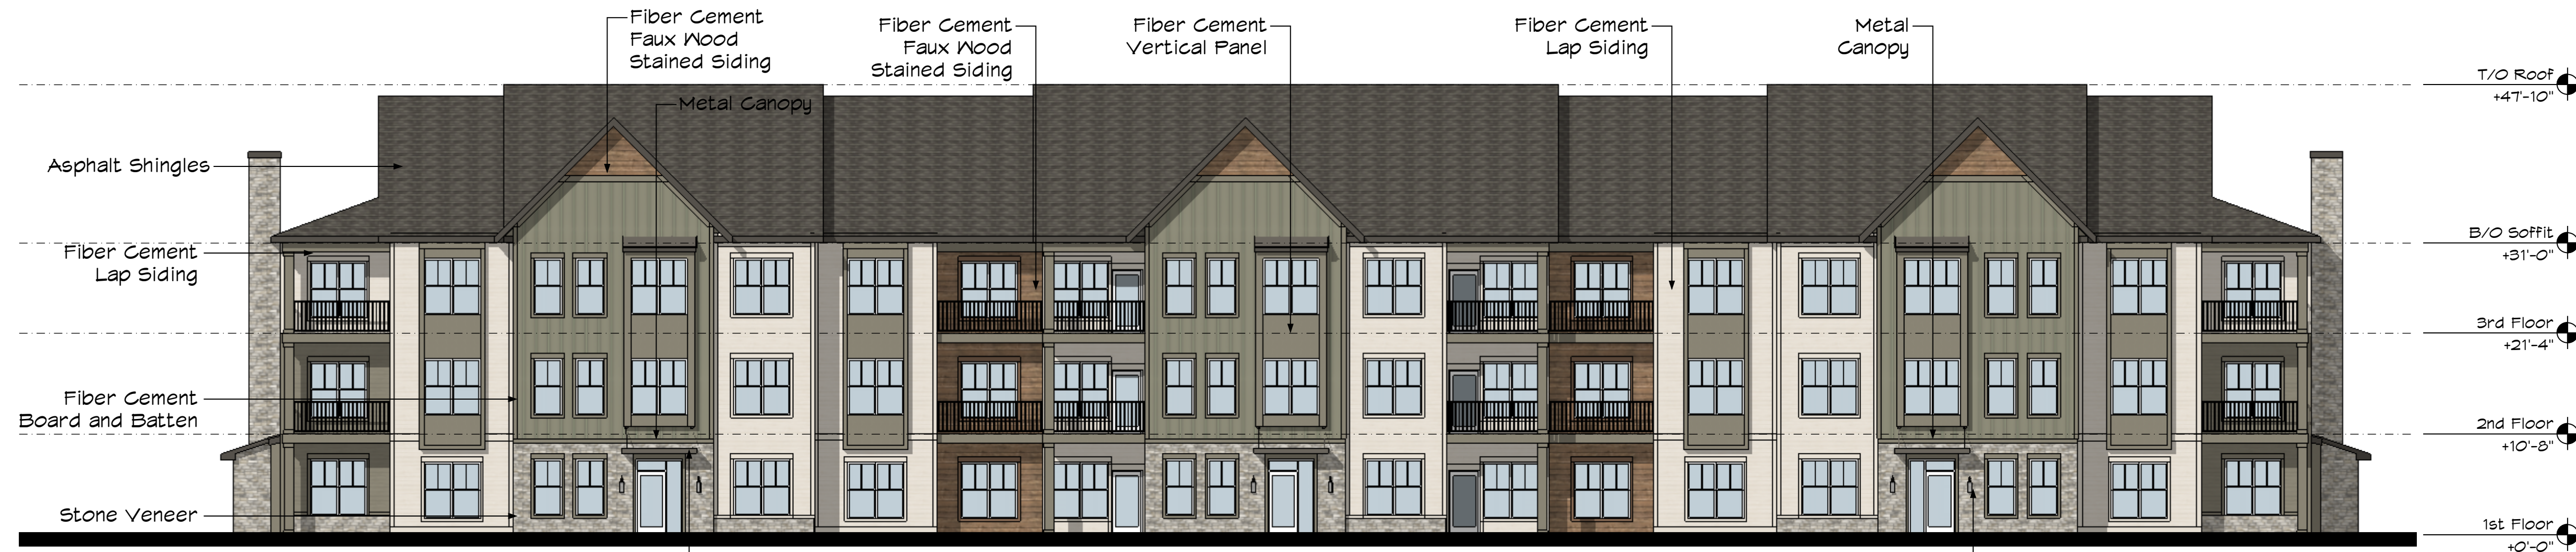 Fiber Cement
Faux Wood
Stained Siding
Fiber Cement
Faux Wood
Stained Siding
Fiber Cement
Vertical Panel
Fiber Cement
Lap Siding
Metal
Canopy
T/O Roof
+47'-10"
Metal Canopy
Asphalt Shingles
B/O Soffit
+31'-0"
Fiber Cement
Lap Siding
3rd Floor
+21'-4"
Fiber Cement
Board and Batten
2nd Floor
+10'-8"
Stone Veneer
1st Floor
+0'-0"